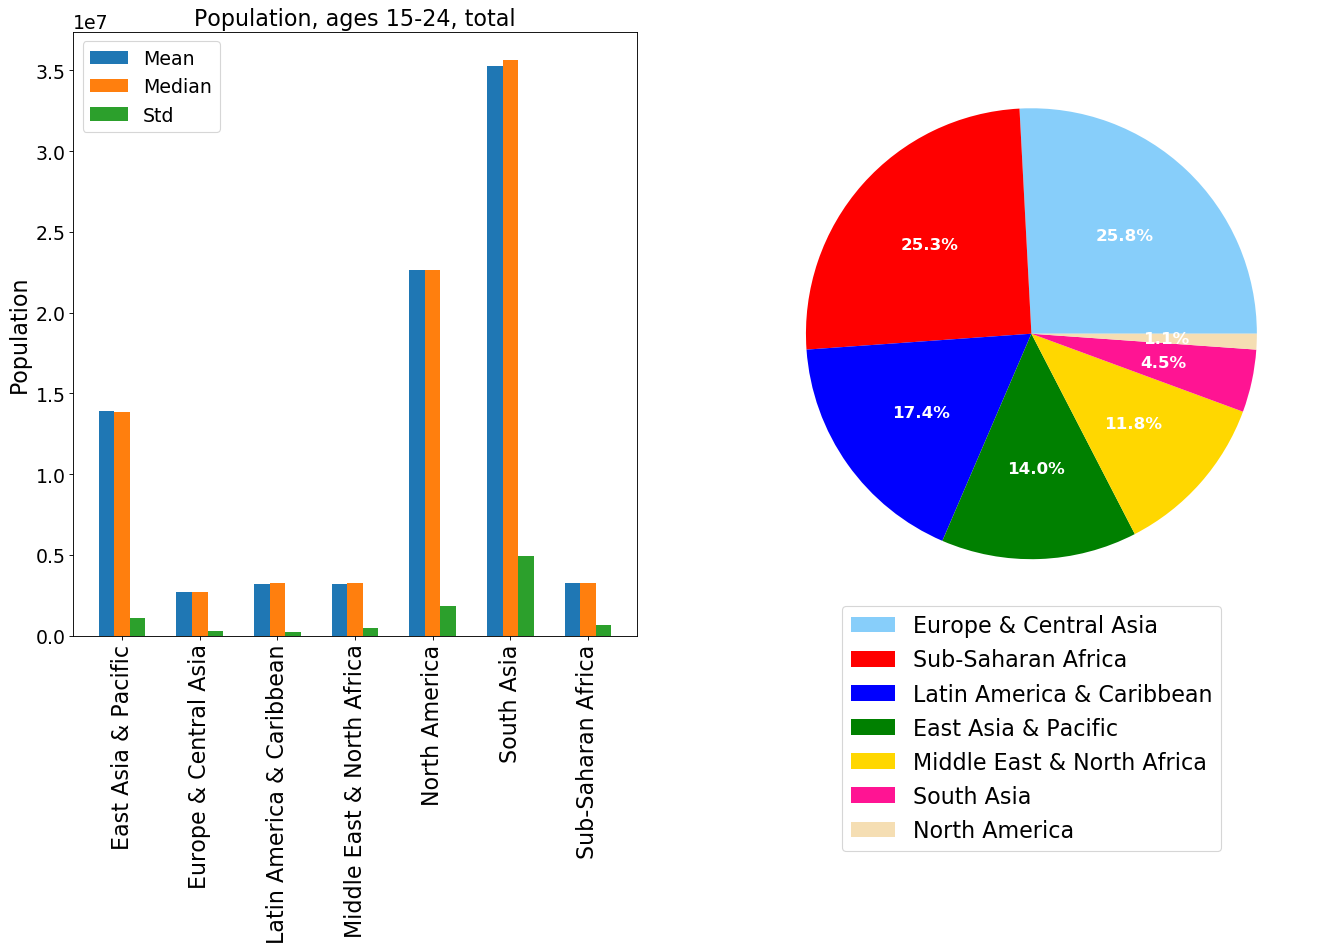 Population, ages 15-24, total
1e7
Mean
Median
Std
3.5
3.0
2.5
2.0
1.5
1.0
0.5
0.0
Population
East Asia & Pacific
Europe & Central Asia
Latin America & Caribbean
Middle East & North Africa
North America
South Asia
Sub-Saharan Africa
25.8%
25.3%
17.4%
14.0%
11.8%
4.5%
1.1%
Europe & Central Asia
Sub-Saharan Africa
Latin America & Caribbean
East Asia & Pacific
Middle East & North Africa
South Asia
North America